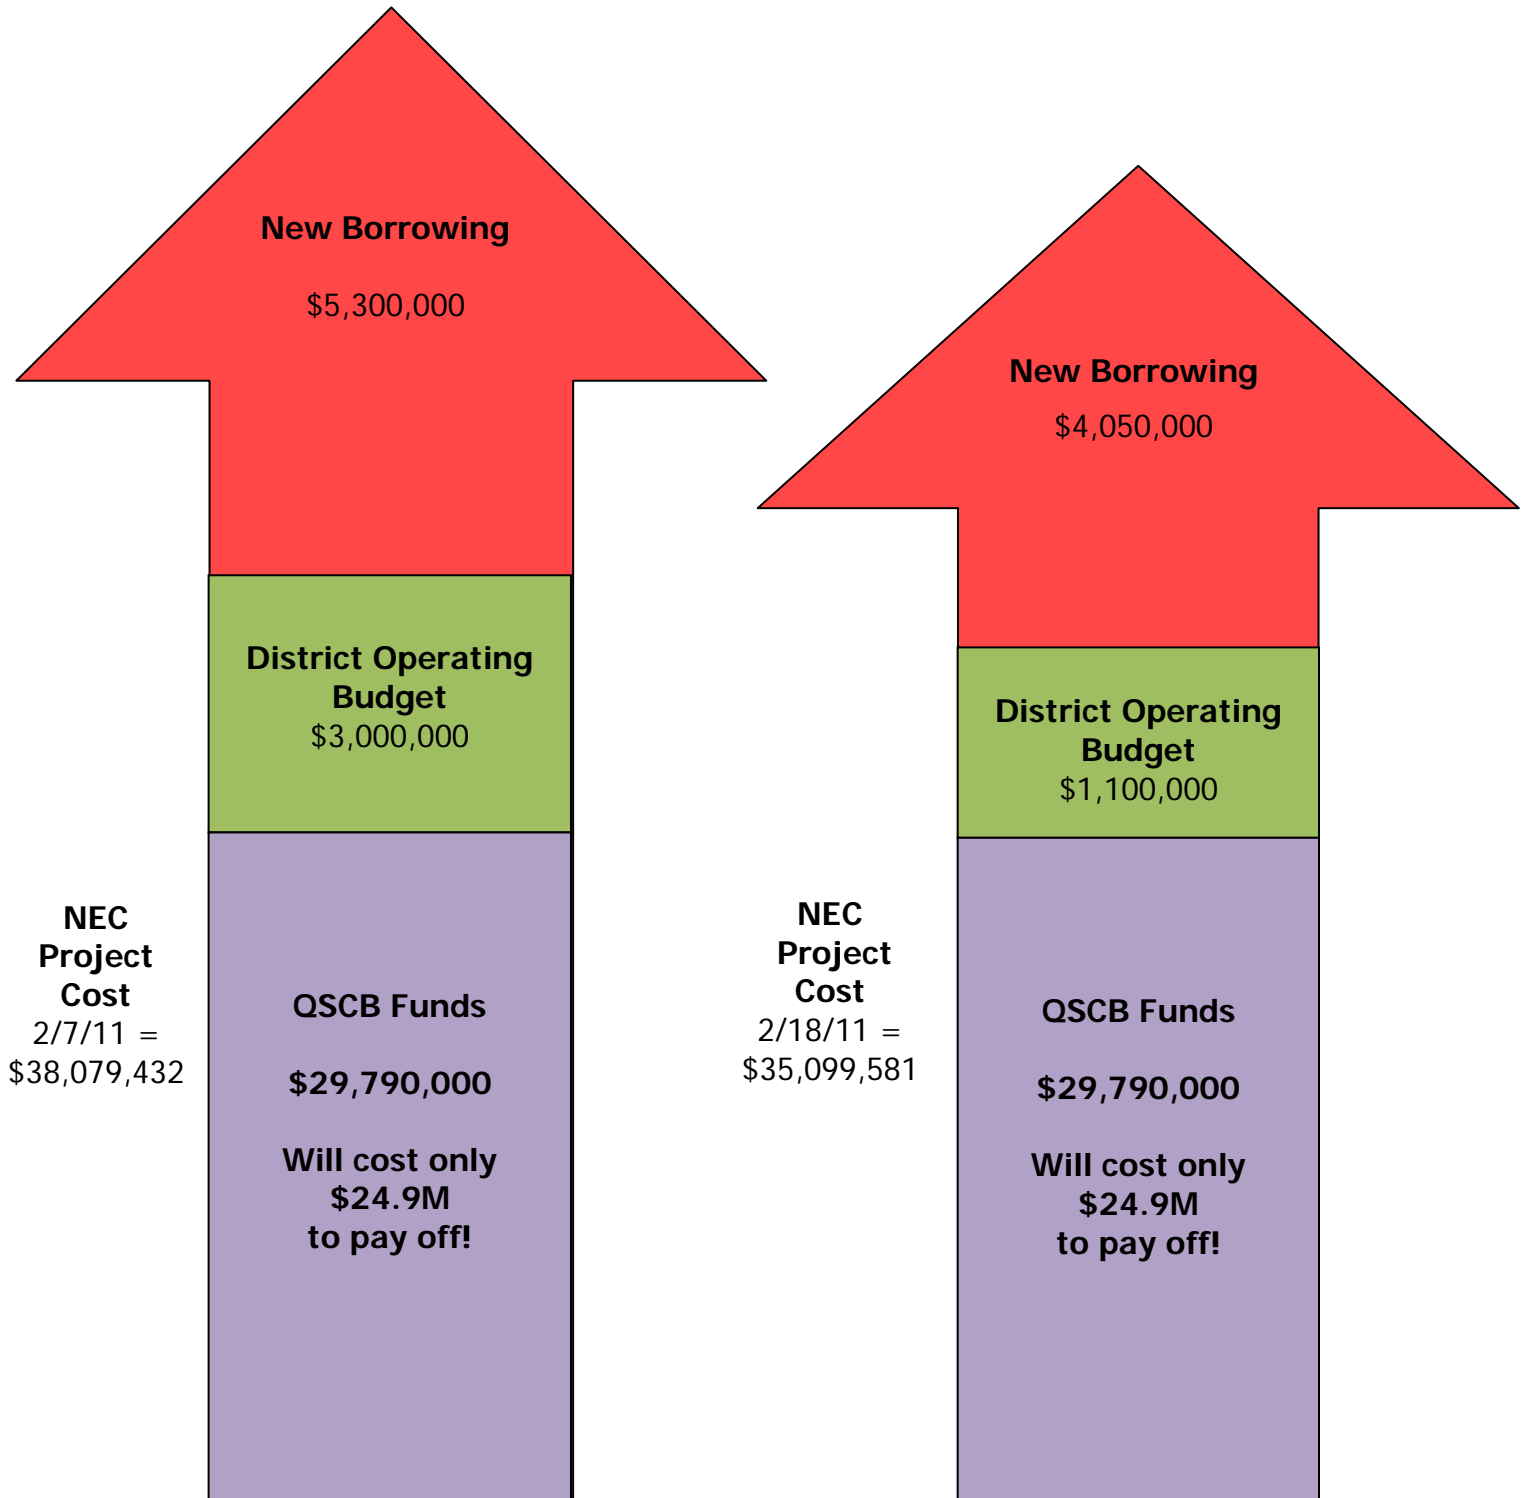 New Borrowing
$5,300,000
District Operating
Budget
$3,000,000
NEC
Project
Cost
2/7/11 =
$38,079,432
QSCB Funds
$29,790,000
Will cost only
$24.9M
to pay off!
New Borrowing
$4,050,000
District Operating
Budget
$1,100,000
NEC
Project
Cost
2/18/11 =
$35,099,581
QSCB Funds
$29,790,000
Will cost only
$24.9M
to pay off!